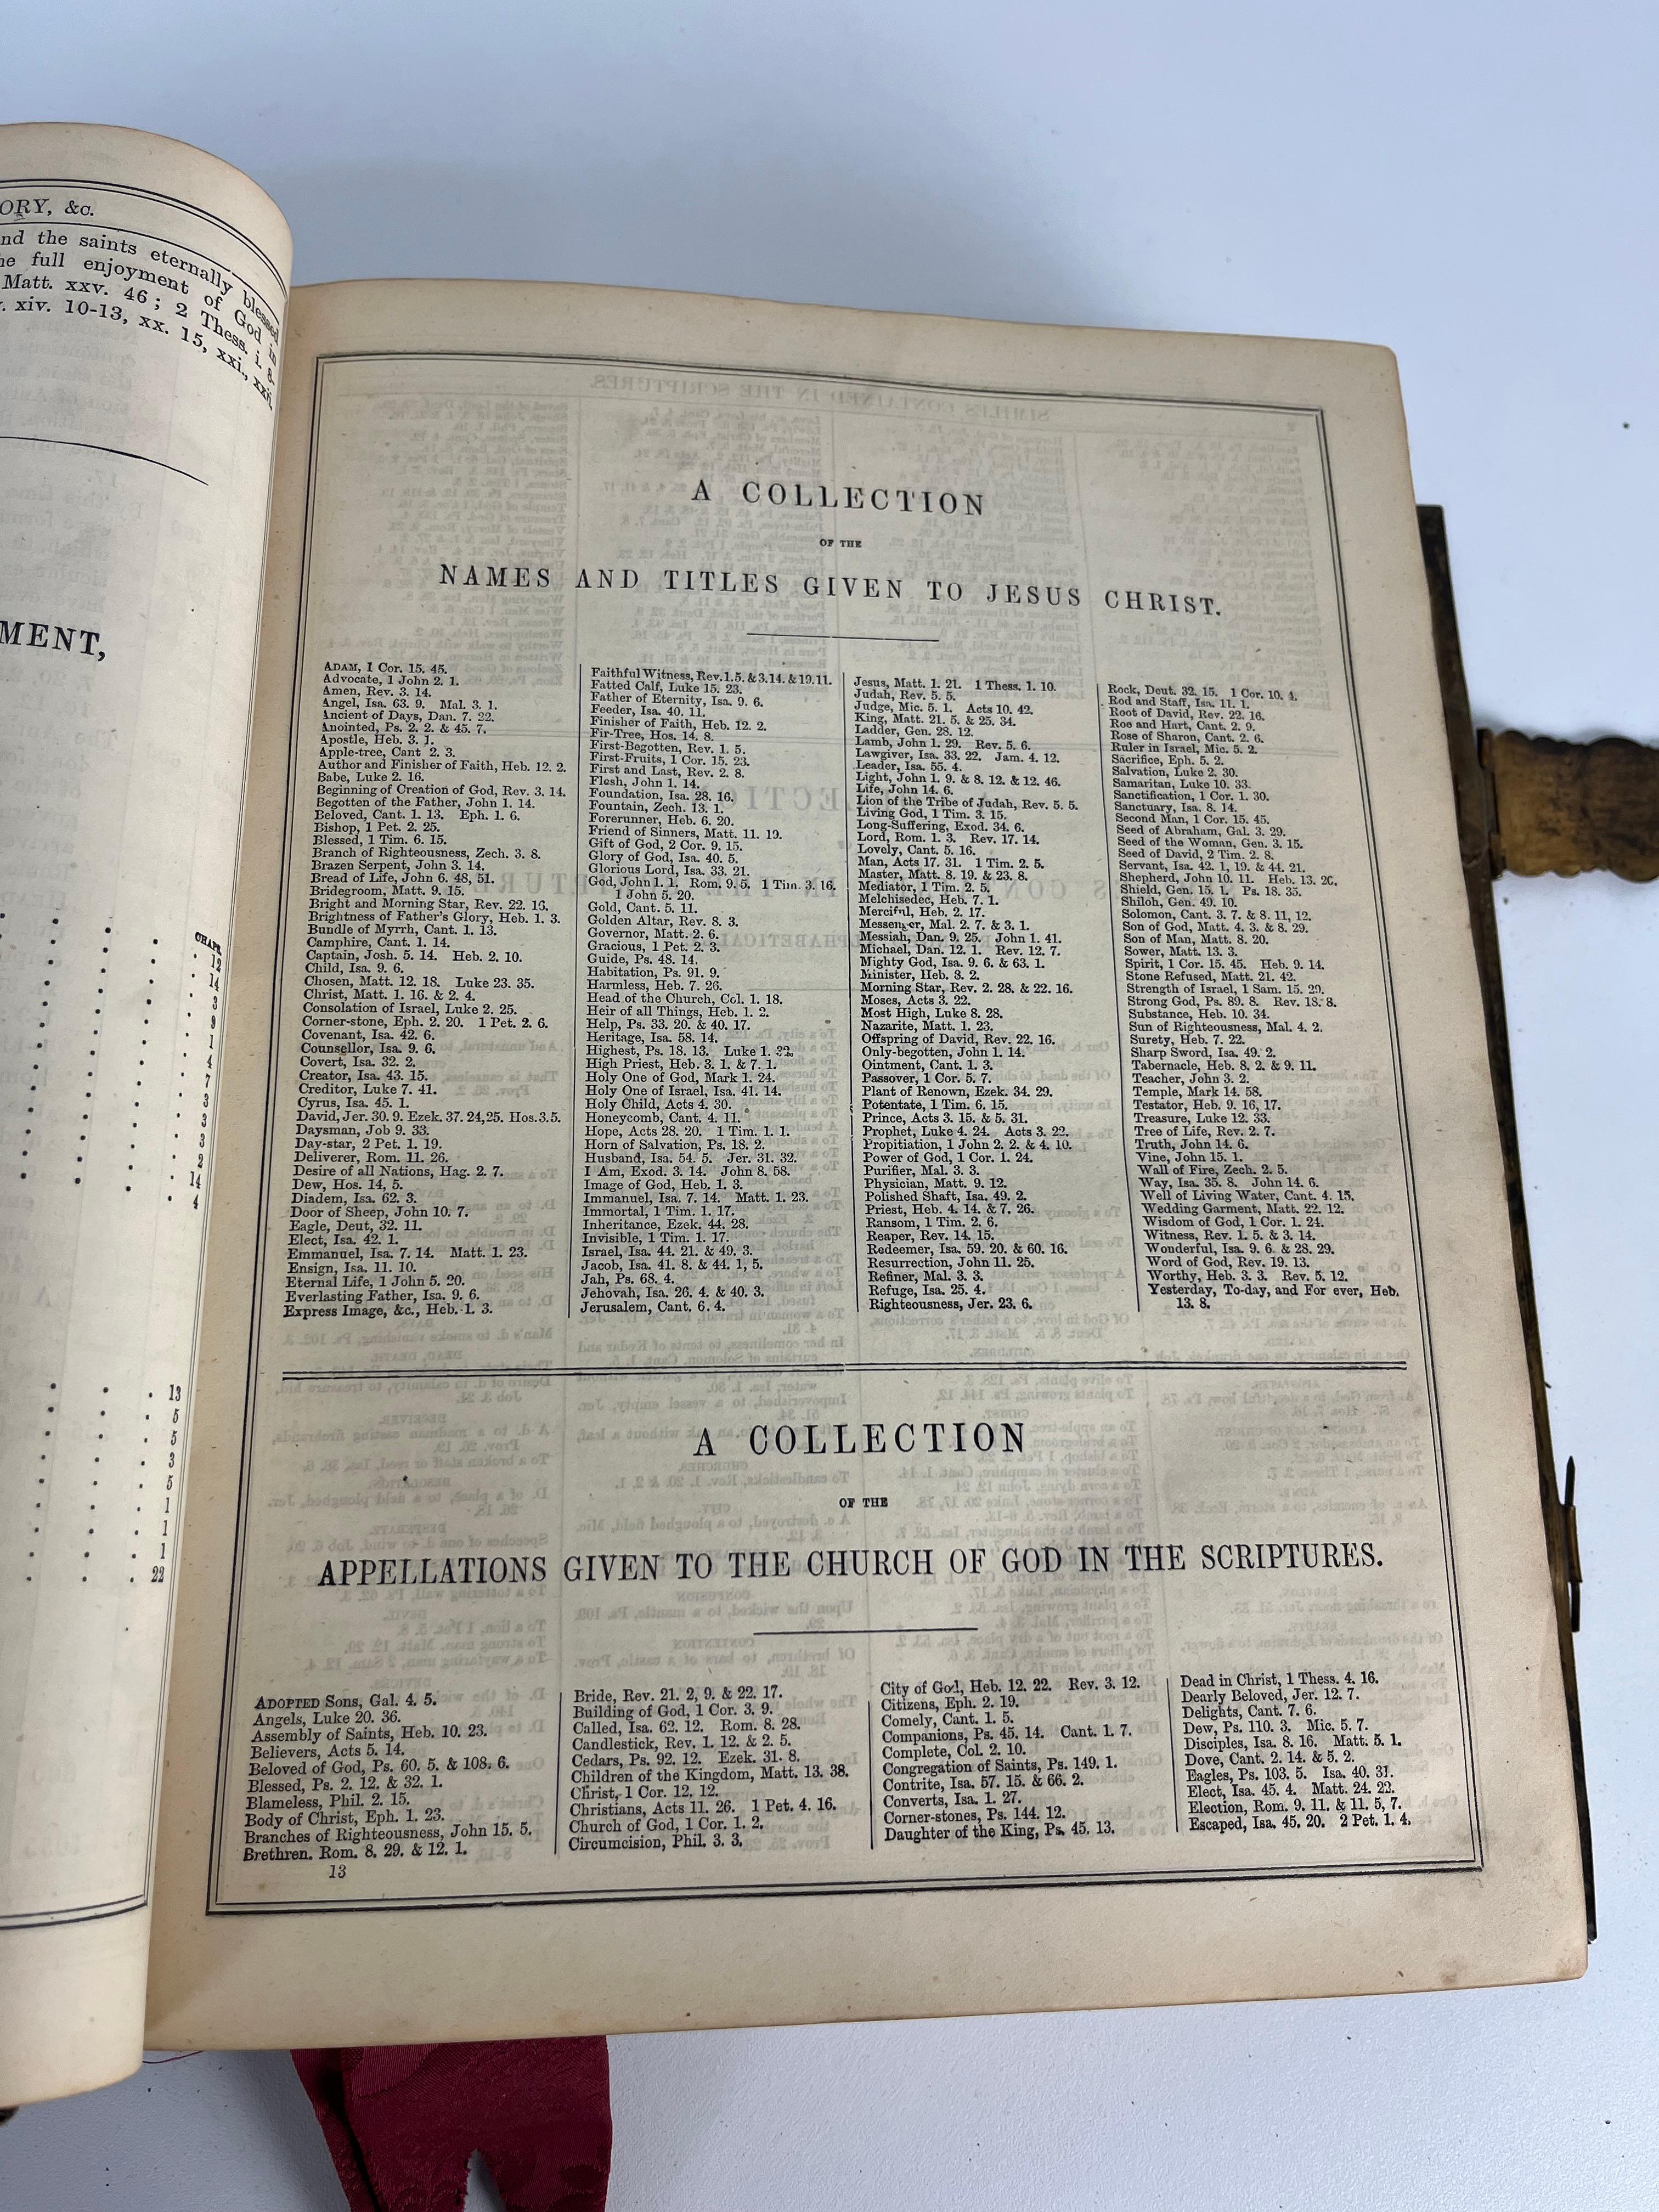 ORY, &c.
nd the saints eternally blessed
he full enjoyment of God in
Matt. xxv. 46; 2 Thess. i. 8-
. xiv. 10-13, xx. 15, xxi., xxii.
MENT,
CHAPS.
12
14
3
9
1
4
7
3
3
3
2
14
4
13
5
5
3
5
1
1
1
22
A COLLECTION
OF THE
NAMES AND TITLES GIVEN TO JESUS CHRIST.
ADAM, 1 Cor. 15. 45.
Advocate, 1 John 2. 1.
Amen, Rev. 3. 14.
Angel, Isa. 63. 9. Mal. 3. 1.
Ancient of Days, Dan. 7. 22.
Anointed, Ps. 2. 2. & 45. 7.
Apostle, Heb. 3. 1.
Apple-tree, Cant 2. 3.
Author and Finisher of Faith, Heb. 12. 2.
Babe, Luke 2. 16.
Beginning of Creation of God, Rev. 3. 14.
Begotten of the Father, John 1. 14.
Beloved, Cant. 1. 13. Eph. 1. 6.
Bishop, 1 Pet. 2. 25.
Blessed, 1 Tim. 6. 15.
Branch of Righteousness, Zech. 3. 8.
Brazen Serpent, John 3. 14.
Bread of Life, John 6. 48, 51.
Bridegroom, Matt. 9. 15.
Bright and Morning Star, Rev. 22. 16.
Brightness of Father's Glory, Heb. 1. 3.
Bundle of Myrrh, Cant. 1. 13.
Camphire, Cant. 1. 14.
Captain, Josh. 5. 14. Heb. 2. 10.
Child, Isa. 9. 6.
Chosen, Matt. 12. 18. Luke 23. 35.
Christ, Matt. 1. 16. & 2. 4.
Consolation of Israel, Luke 2. 25.
Corner-stone, Eph. 2. 20. 1 Pet. 2. 6.
Covenant, Isa. 42. 6.
Counsellor, Isa. 9. 6.
Covert, Isa. 32. 2.
Creator, Isa. 43. 15.
Creditor, Luke 7. 41.
Cyrus, Isa. 45. 1.
David, Jer. 30. 9. Ezek. 37. 24,25. Hos. 3.5.
Daysman, Job 9. 33.
Day-star, 2 Pet. 1. 19.
Deliverer, Rom. 11. 26.
Desire of all Nations, Hag. 2. 7.
Dew, Hos. 14, 5.
Diadem, Isa. 62. 3.
Door of Sheep, John 10. 7.
Eagle, Deut, 32. 11.
Elect, Isa. 42. 1.
Emmanuel, Isa. 7. 14. Matt. 1. 23.
Ensign, Isa. 11. 10.
Eternal Life, 1 John 5. 20.
Everlasting Father, Isa. 9. 6.
Express Image, &c., Heb. 1. 3.
Faithful Witness, Rev. 1.5. & 3.14. & 19.11.
Fatted Calf, Luke 15. 23.
Father of Eternity, Isa. 9. 6.
Feeder, Isa. 40. 11.
Finisher of Faith, Heb. 12. 2.
Fir-Tree, Hos. 14. 8.
First-Begotten, Rev. 1. 5.
First-Fruits, 1 Cor. 15. 23.
First and Last, Rev. 2. 8.
Flesh, John 1. 14.
Foundation, Isa. 28. 16.
Fountain, Zech. 13. 1.
Forerunner, Heb. 6. 20.
Friend of Sinners, Matt. 11. 19.
Gift of God, 2 Cor. 9. 15.
Glory of God, Isa. 40. 5.
Glorious Lord, Isa. 33. 21.
God, John 1. 1. Rom. 9. 5. 1 Tim. 3. 16.
1 John 5. 20.
Gold, Cant. 5. 11.
Golden Altar, Rev. 8. 3.
Governor, Matt. 2. 6.
Gracious, 1 Pet. 2. 3.
Guide, Ps. 48. 14.
Habitation, Ps. 91. 9.
Harmless, Heb. 7. 26.
Head of the Church, Col. 1. 18.
Heir of all Things, Heb. 1. 2.
Help, Ps. 33. 20. & 40. 17.
Heritage, Isa. 58. 14.
Highest, Ps. 18. 13. Luke 1. 32.
High Priest, Heb. 3. 1. & 7. 1.
Holy One of God, Mark 1. 24.
Holy One of Israel, Isa. 41. 14.
Holy Child, Acts 4. 30.
Honeycomb, Cant. 4. 11.
Hope, Acts 28. 20. 1 Tim. 1. 1.
Horn of Salvation, Ps. 18. 2.
Husband, Isa. 54. 5. Jer. 31. 32.
I Am, Exod. 3. 14. John 8. 58.
Image of God, Heb. 1. 3.
Immanuel, Isa. 7. 14. Matt. 1. 23.
Immortal, 1 Tim. 1. 17.
Inheritance, Ezek. 44. 28.
Invisible, 1 Tim. 1. 17.
Israel, Isa. 44. 21. & 49. 3.
Jacob, Isa. 41. 8. & 44. 1, 5.
Jah, Ps. 68. 4.
Jehovah, Isa. 26. 4. & 40. 3.
Jerusalem, Cant. 6. 4.
Jesus, Matt. 1. 21. 1 Thess. 1. 10.
Judah, Rev. 5. 5.
Judge, Mic. 5. 1. Acts 10. 42.
King, Matt. 21. 5. & 25. 34.
Ladder, Gen. 28. 12.
Lamb, John 1. 29. Rev. 5. 6.
Lawgiver, Isa. 33. 22. Jam. 4. 12.
Leader, Isa. 55. 4.
Light, John 1. 9. & 8. 12. & 12. 46.
Life, John 14. 6.
Lion of the Tribe of Judah, Rev. 5. 5.
Living God, 1 Tim. 3. 15.
Long-Suffering, Exod. 34. 6.
Lord, Rom. 1. 3. Rev. 17. 14.
Lovely, Cant. 5. 16.
Man, Acts 17. 31. 1 Tim. 2. 5.
Master, Matt. 8. 19. & 23. 8.
Mediator, 1 Tim. 2. 5.
Melchisedec, Heb. 7. 1.
Merciful, Heb. 2. 17.
Messenger, Mal. 2. 7. & 3. 1.
Messiah, Dan. 9. 25. John 1. 41.
Michael, Dan. 12. 1. Rev. 12. 7.
Mighty God, Isa. 9. 6. & 63. 1.
Minister, Heb. 8. 2.
Morning Star, Rev. 2. 28. & 22. 16.
Moses, Acts 3. 22.
Most High, Luke 8. 28.
Nazarite, Matt. 1. 23.
Offspring of David, Rev. 22. 16.
Only-begotten, John 1. 14.
Ointment, Cant. 1. 3.
Passover, 1 Cor. 5. 7.
Plant of Renown, Ezek. 34. 29.
Potentate, 1 Tim. 6. 15.
Prince, Acts 3. 15. & 5. 31.
Prophet, Luke 4. 24. Acts 3. 22.
Propitiation, 1 John 2. 2. & 4. 10.
Power of God, 1 Cor. 1. 24.
Purifier, Mal. 3. 3.
Physician, Matt. 9. 12.
Polished Shaft, Isa. 49. 2.
Priest, Heb. 4. 14. & 7. 26.
Ransom, 1 Tim. 2. 6.
Reaper, Rev. 14. 15.
Redeemer, Isa. 59. 20. & 60. 16.
Resurrection, John 11. 25.
Refiner, Mal. 3. 3.
Refuge, Isa. 25. 4.
Righteousness, Jer. 23. 6.
Rock, Deut. 32. 15. 1 Cor. 10. 4.
Rod and Staff, Isa. 11. 1.
Root of David, Rev. 22. 16.
Roe and Hart, Cant. 2. 9.
Rose of Sharon, Cant. 2. 6.
Ruler in Israel, Mic. 5. 2.
Sacrifice, Eph. 5. 2.
Salvation, Luke 2. 30.
Samaritan, Luke 10. 33.
Sanctification, 1 Cor. 1. 30.
Sanctuary, Isa. 8. 14.
Second Man, 1 Cor. 15. 45.
Seed of Abraham, Gal. 3. 29.
Seed of the Woman, Gen. 3. 15.
Seed of David, 2 Tim. 2. 8.
Servant, Isa. 42. 1, 19. & 44. 21.
Shepherd, John 10. 11. Heb. 13. 20.
Shield, Gen. 15. 1. Ps. 18. 35.
Shiloh, Gen. 49. 10.
Solomon, Cant. 3. 7. & 8. 11, 12.
Son of God, Matt. 4. 3. & 8. 29.
Son of Man, Matt. 8. 20.
Sower, Matt. 13. 3.
Spirit, 1 Cor. 15. 45. Heb. 9. 14.
Stone Refused, Matt. 21. 42.
Strength of Israel, 1 Sam. 15. 29.
Strong God, Ps. 89. 8. Rev. 18. 8.
Substance, Heb. 10. 34.
Sun of Righteousness, Mal. 4. 2.
Surety, Heb. 7. 22.
Sharp Sword, Isa. 49. 2.
Tabernacle, Heb. 8. 2. & 9. 11.
Teacher, John 3. 2.
Temple, Mark 14. 58.
Testator, Heb. 9. 16, 17.
Treasure, Luke 12. 33.
Tree of Life, Rev. 2. 7.
Truth, John 14. 6.
Vine, John 15. 1.
Wall of Fire, Zech. 2. 5.
Way, Isa. 35. 8. John 14. 6.
Well of Living Water, Cant. 4. 15.
Wedding Garment, Matt. 22. 12.
Wisdom of God, 1 Cor. 1. 24.
Witness, Rev. 1. 5. & 3. 14.
Wonderful, Isa. 9. 6. & 28. 29.
Word of God, Rev. 19. 13.
Worthy, Heb. 3. 3. Rev. 5. 12.
Yesterday, To-day, and For ever, Heb.
13. 8.
A COLLECTION
OF THE
APPELLATIONS GIVEN TO THE CHURCH OF GOD IN THE SCRIPTURES.
ADOPTED Sons, Gal. 4. 5.
Angels, Luke 20. 36.
Assembly of Saints, Heb. 10. 23.
Believers, Acts 5. 14.
Beloved of God, Ps. 60. 5. & 108. 6.
Blessed, Ps. 2. 12. & 32. 1.
Blameless, Phil. 2. 15.
Body of Christ, Eph. 1. 23.
Branches of Righteousness, John 15. 5.
Brethren. Rom. 8. 29. & 12. 1.
Bride, Rev. 21. 2, 9. & 22. 17.
Building of God, 1 Cor. 3. 9.
Called, Isa. 62. 12. Rom. 8. 28.
Candlestick, Rev. 1. 12. & 2. 5.
Cedars, Ps. 92. 12. Ezek. 31. 8.
Children of the Kingdom, Matt. 13. 38.
Christ, 1 Cor. 12. 12.
Christians, Acts 11. 26. 1 Pet. 4. 16.
Church of God, 1 Cor. 1. 2.
Circumcision, Phil. 3. 3.
City of God, Heb. 12. 22. Rev. 3. 12.
Citizens, Eph. 2. 19.
Comely, Cant. 1. 5.
Companions, Ps. 45. 14. Cant. 1. 7.
Complete, Col. 2. 10.
Congregation of Saints, Ps. 149. 1.
Contrite, Isa. 57. 15. & 66. 2.
Converts, Isa. 1. 27.
Corner-stones, Ps. 144. 12.
Daughter of the King, Ps. 45. 13.
Dead in Christ, 1 Thess. 4. 16.
Dearly Beloved, Jer. 12. 7.
Delights, Cant. 7. 6.
Dew, Ps. 110. 3. Mic. 5. 7.
Disciples, Isa. 8. 16. Matt. 5. 1.
Dove, Cant. 2. 14. & 5. 2.
Eagles, Ps. 103. 5. Isa. 40. 31.
Elect, Isa. 45. 4. Matt. 24. 22.
Election, Rom. 9. 11. & 11. 5, 7.
Escaped, Isa. 45. 20. 2 Pet. 1. 4.
13